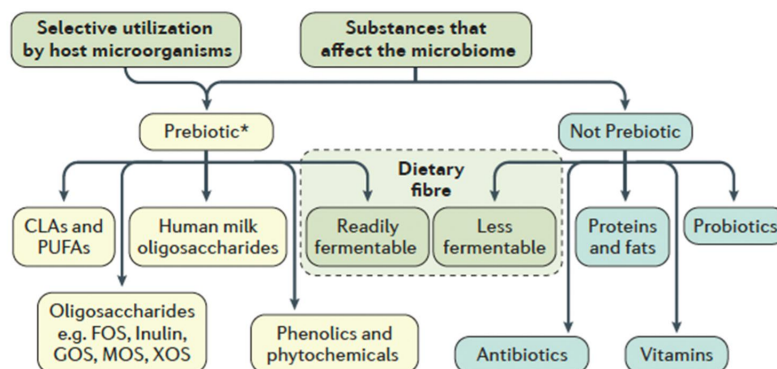 Selective utilization
by host microorganisms
Substances that
affect the microbiome
Prebiotic*
Not Prebiotic
Dietary
fibre
CLAs and
PUFAs
Human milk
oligosaccharides
Readily
fermentable
Less
fermentable
Proteins
and fats
Probiotics
Oligosaccharides
e.g. FOS, Inulin,
GOS, MOS, XOS
Phenolics and
phytochemicals
Antibiotics
Vitamins